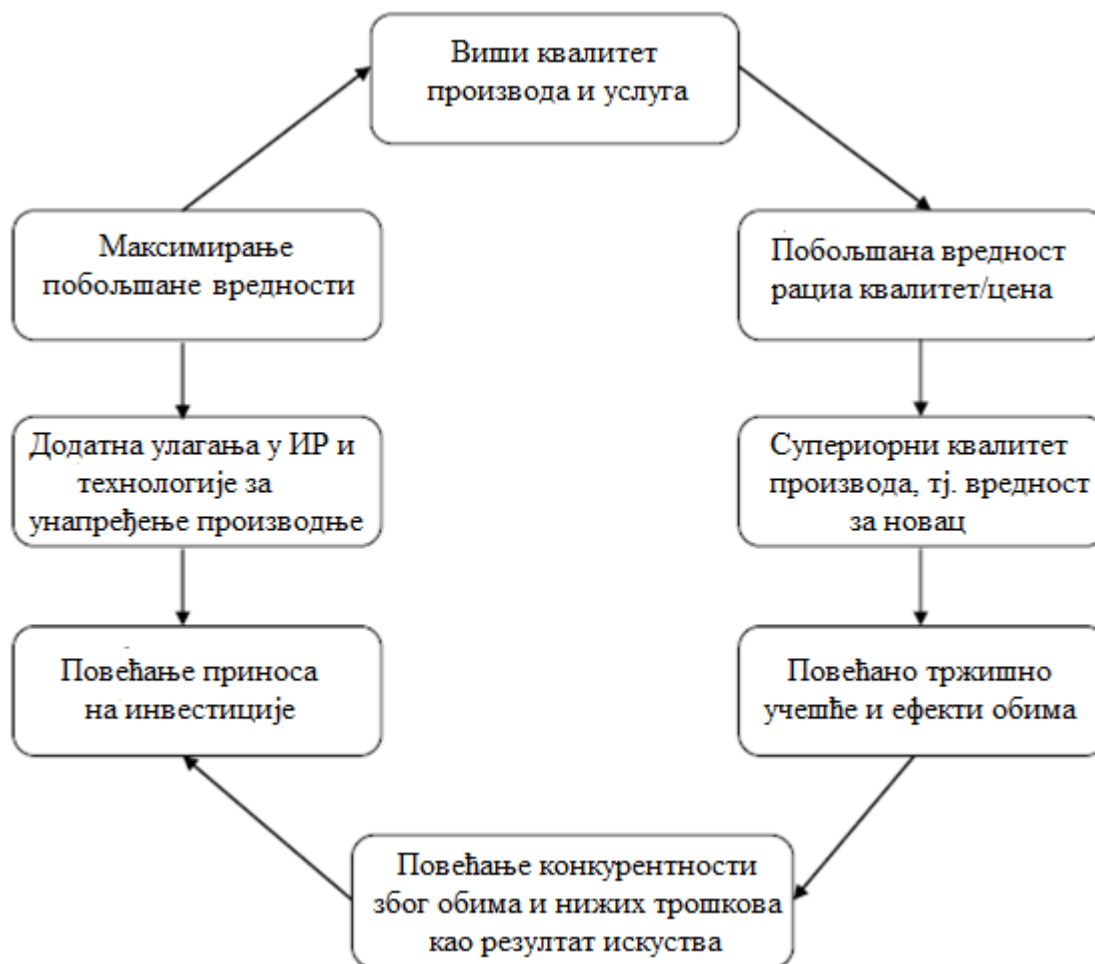 Виши квалитет
производа и услуга
Максимирање
побољшане вредности
Побољшана вредност
рациа квалитет/цена
Додатна улагања у ИР и
технологије за
унапређење производње
Супериорни квалитет
производа, тј. вредност
за новац
Повећање приноса
на инвестиције
Повећано тржишно
учешће и ефекти обима
Повећање конкурентности
због обима и нижих трошкова
као резултат искуства